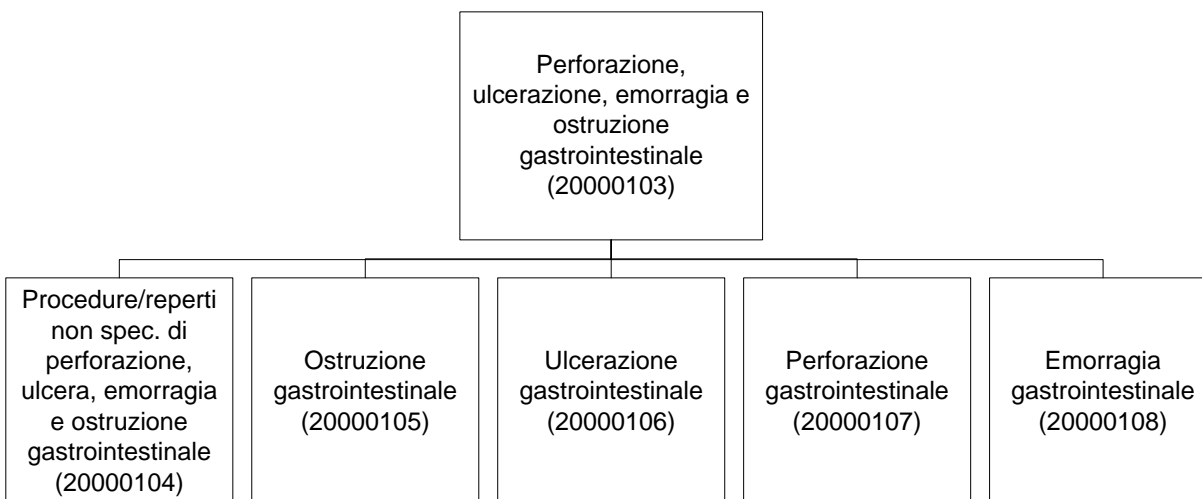 Perforazione,
ulcerazione, emorragia e
ostruzione
gastrointestinale
(20000103)
Procedure/reperti
non spec. di
perforazione,
ulcera, emorragia
e ostruzione
gastrointestinale
(20000104)
Ostruzione
gastrointestinale
(20000105)
Ulcerazione
gastrointestinale
(20000106)
Perforazione
gastrointestinale
(20000107)
Emorragia
gastrointestinale
(20000108)